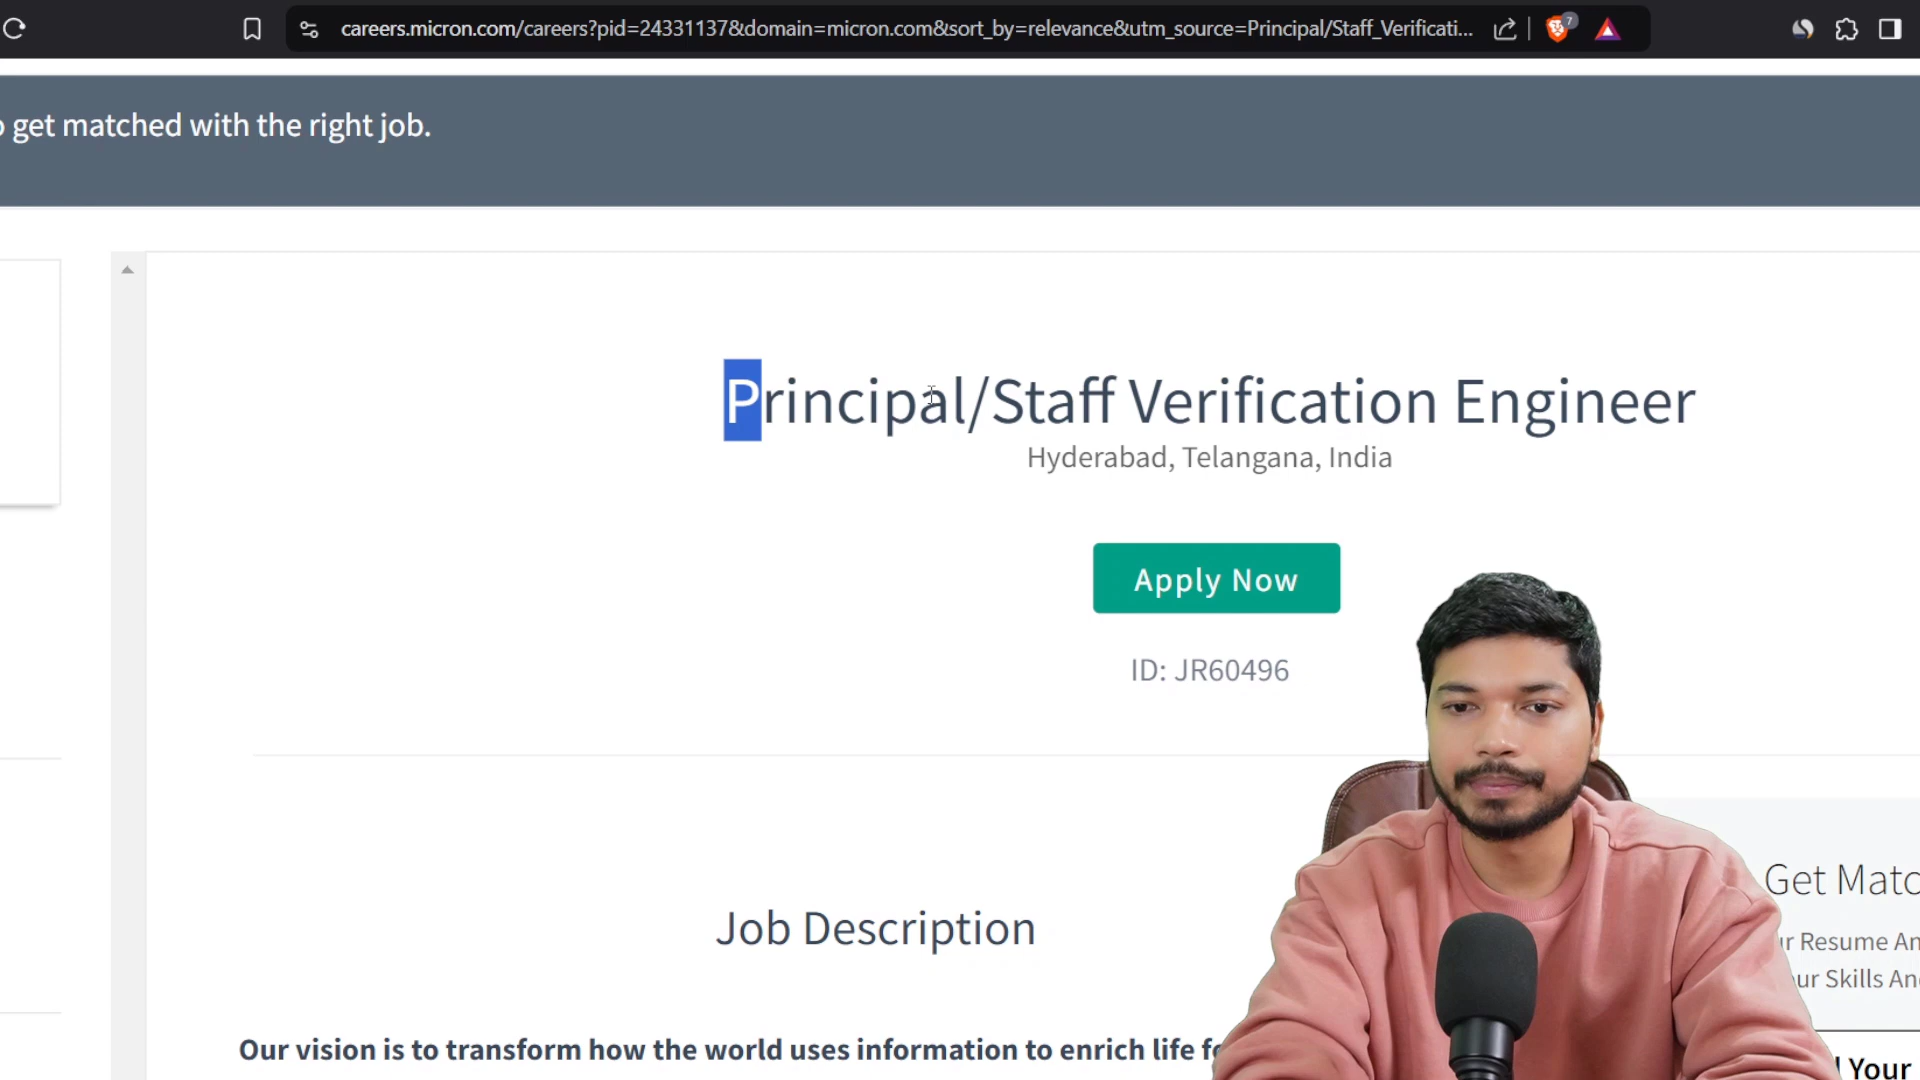 careers.micron.com/careers?pid=24331137&domain=micron.com&sort_by=relevance&utm_source=Principal/Staff_Verificati...
7
get matched with the right job.
Principal/Staff Verification Engineer
Hyderabad, Telangana, India
Apply Now
ID: JR60496
Get Matc
Job Description
r Resume An
ur Skills An
Our vision is to transform how the world uses information to enrich life f
Your